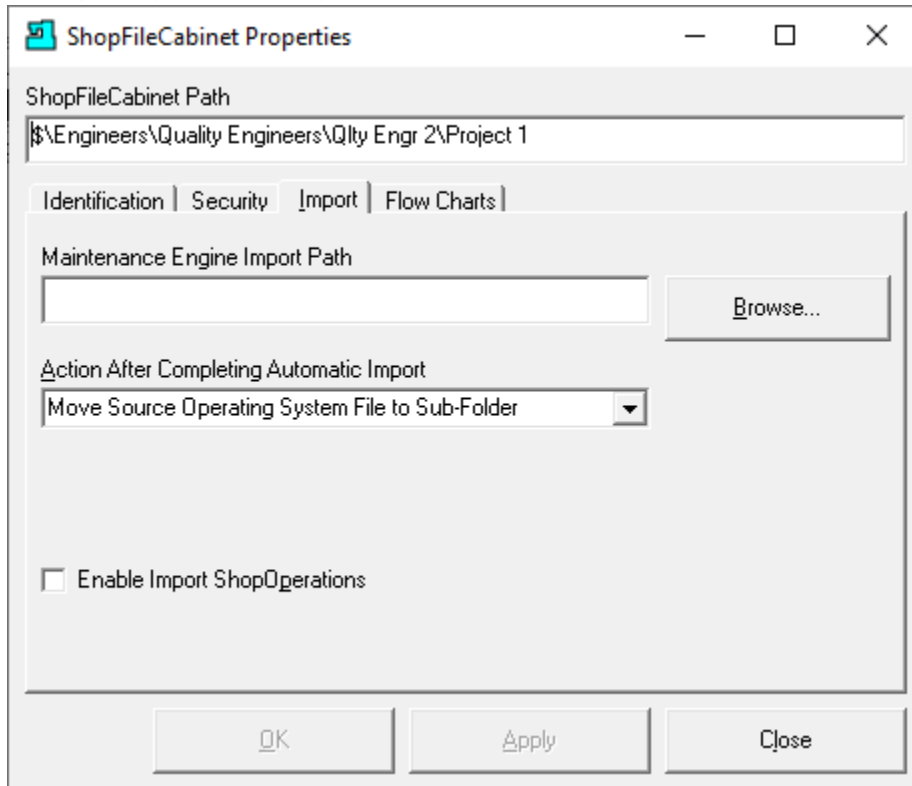 ShopFileCabinet Properties
ShopFileCabinet Path
$\Engineers\Quality Engineers\Qlty Engr 2\Project 1
Identification Security Import Flow Charts
Maintenance Engine Import Path
Browse...
Action After Completing Automatic Import
Move Source Operating System File to Sub-Folder
Enable Import ShopOperations
OK Apply Close